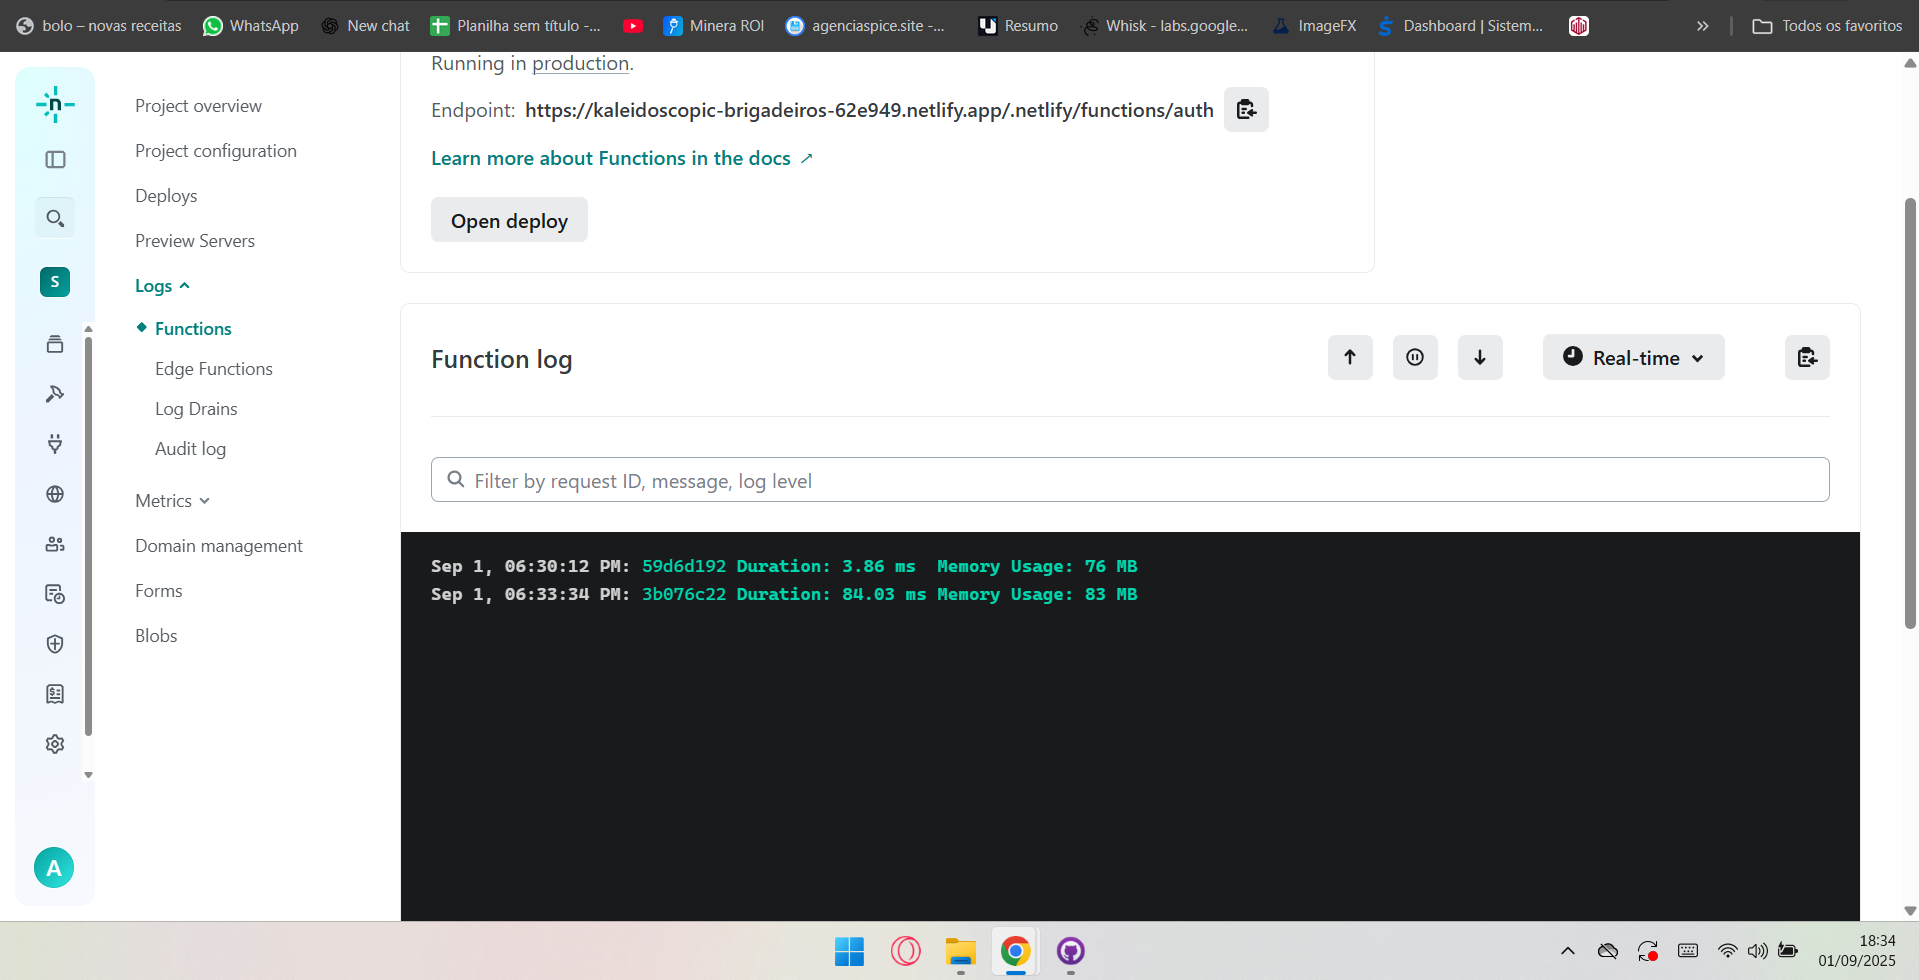 bolo – novas receitas WhatsApp New chat Planilha sem título -... Minera ROI agenciaspice.site -... Resumo Whisk - labs.google... ImageFX Dashboard | Sistem... » Todos os favoritos
Running in production.
Endpoint: https://kaleidoscopic-brigadeiros-62e949.netlify.app/.netlify/functions/auth
Learn more about Functions in the docs ↗
Open deploy
n
S
A
Project overview
Project configuration
Deploys
Preview Servers
Logs
Functions
Edge Functions
Log Drains
Audit log
Metrics
Domain management
Forms
Blobs
Function log
Real-time
Filter by request ID, message, log level
Sep 1, 06:30:12 PM: 59d6d192 Duration: 3.86 ms Memory Usage: 76 MB
Sep 1, 06:33:34 PM: 3b076c22 Duration: 84.03 ms Memory Usage: 83 MB
18:34
01/09/2025